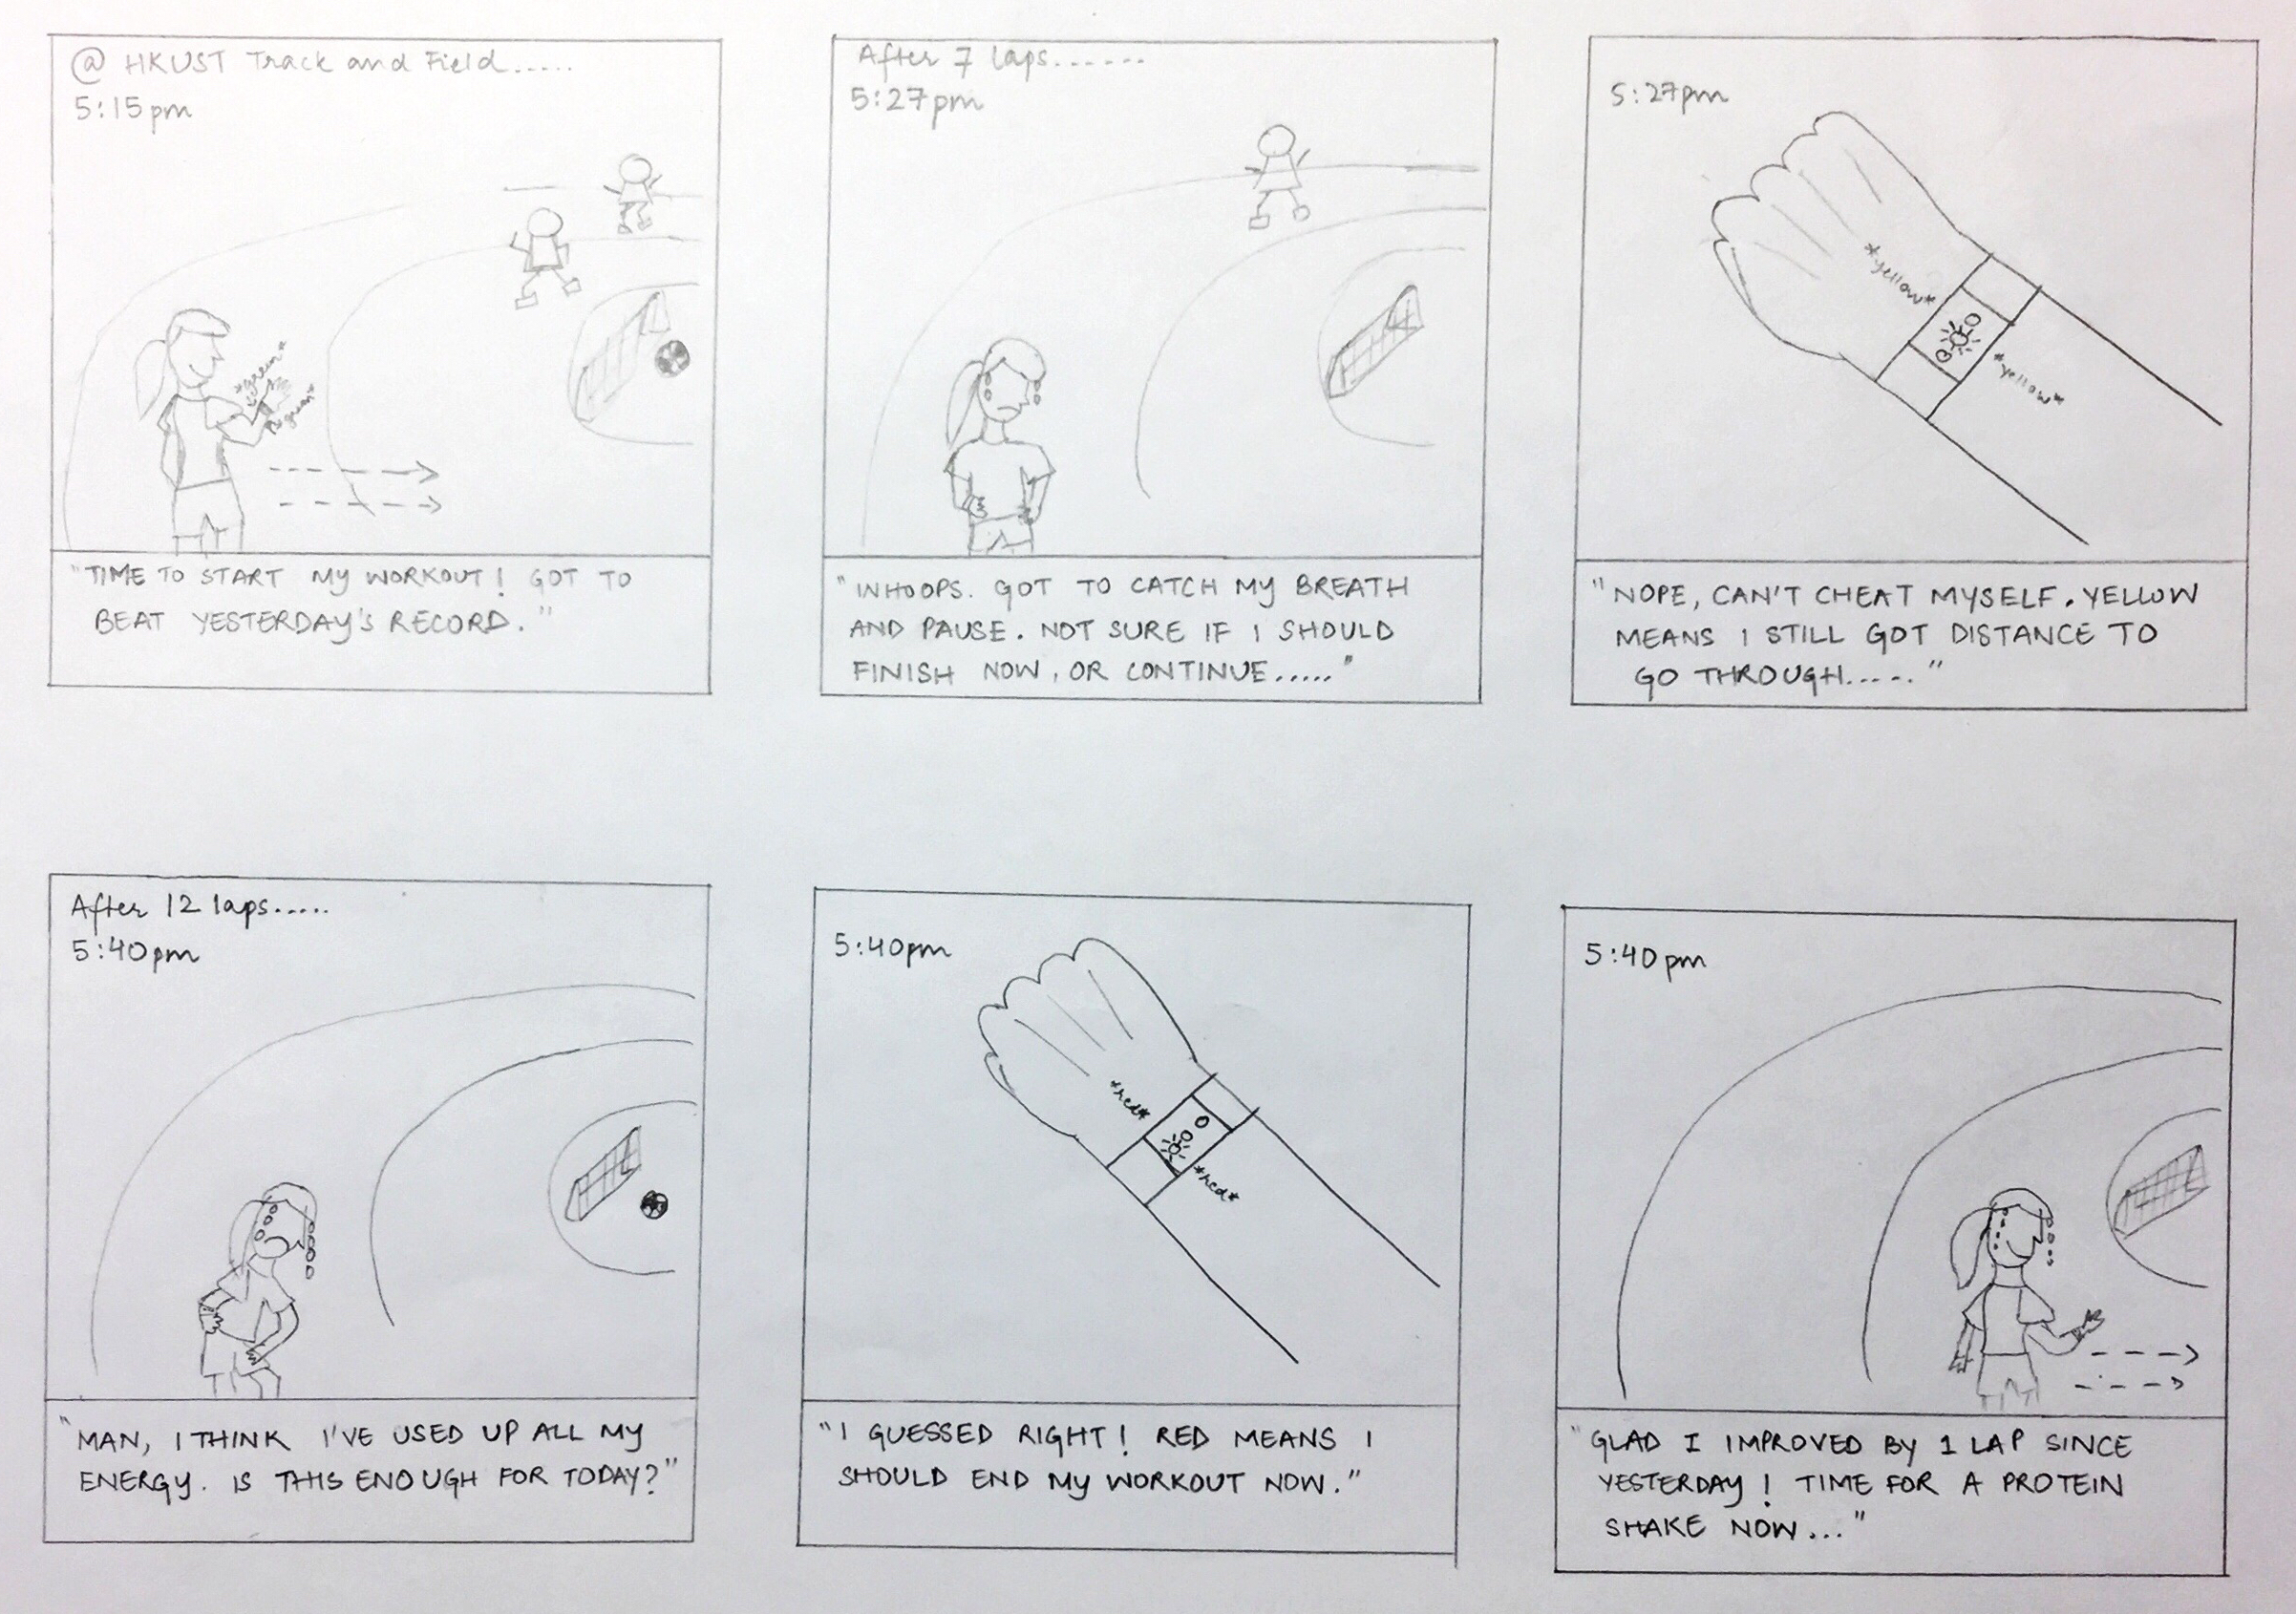 @ HKUST Track and Field.....
5:15pm
*green*
*green*
"TIME TO START MY WORKOUT! GOT TO
BEAT YESTERDAY'S RECORD."
After 7 laps.......
5:27pm
"WHOOPS. GOT TO CATCH MY BREATH
AND PAUSE. NOT SURE IF I SHOULD
FINISH NOW, OR CONTINUE....."
5:27pm
*yellow*
*yellow*
"NOPE, CAN'T CHEAT MYSELF. YELLOW
MEANS I STILL GOT DISTANCE TO
GO THROUGH....."
After 12 laps.....
5:40pm
"MAN, I THINK I'VE USED UP ALL MY
ENERGY. IS THIS ENOUGH FOR TODAY?"
5:40pm
*red*
*red*
"I GUESSED RIGHT! RED MEANS I
SHOULD END MY WORKOUT NOW."
5:40pm
"GLAD I IMPROVED BY 1 LAP SINCE
YESTERDAY! TIME FOR A PROTEIN
SHAKE NOW..."